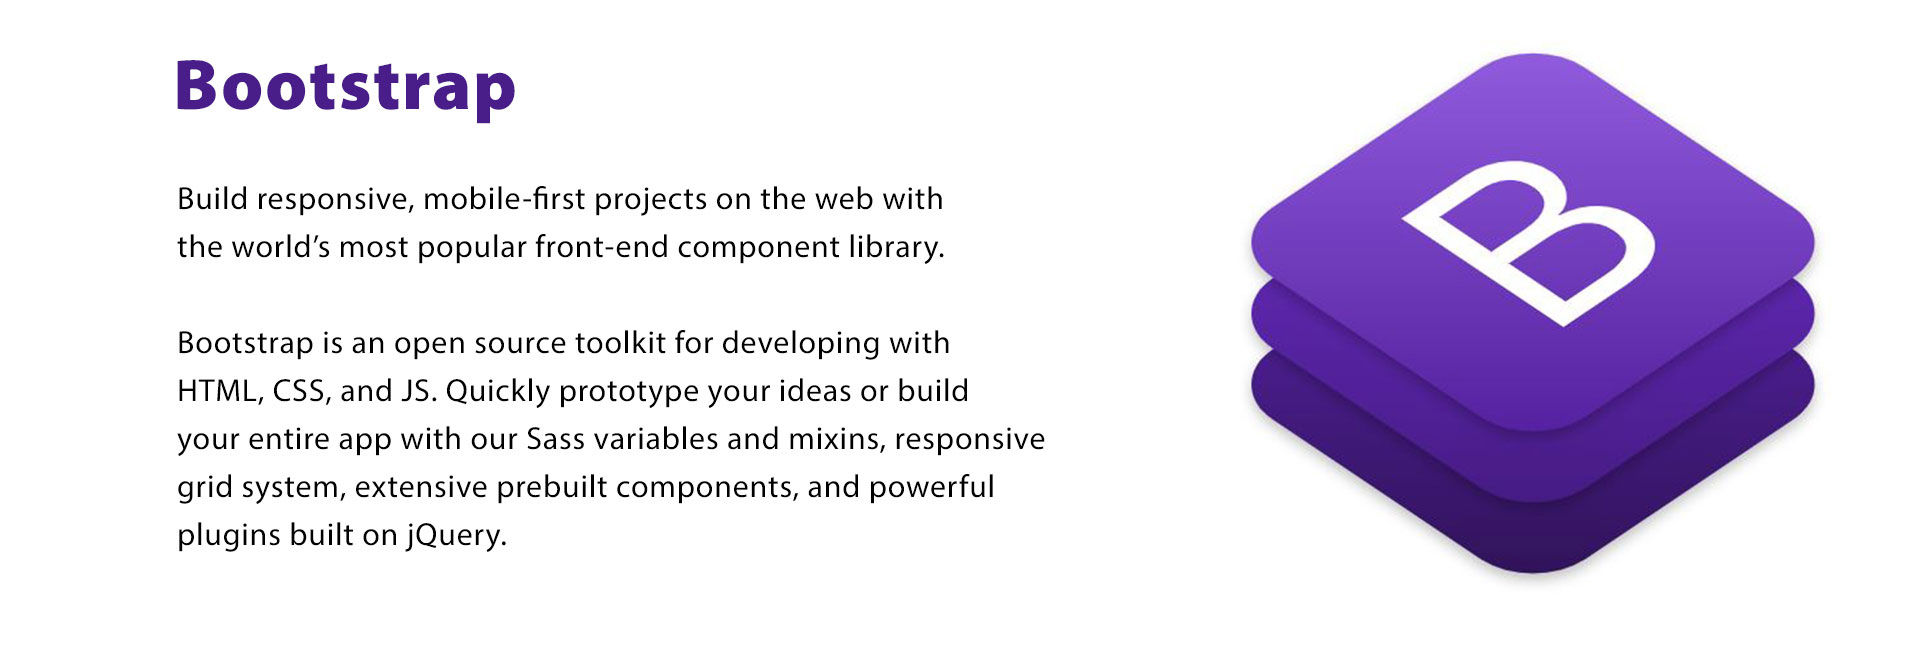 Bootstrap
Build responsive, mobile-first projects on the web with
the world’s most popular front-end component library.
Bootstrap is an open source toolkit for developing with
HTML, CSS, and JS. Quickly prototype your ideas or build
your entire app with our Sass variables and mixins, responsive
grid system, extensive prebuilt components, and powerful
plugins built on jQuery.
B